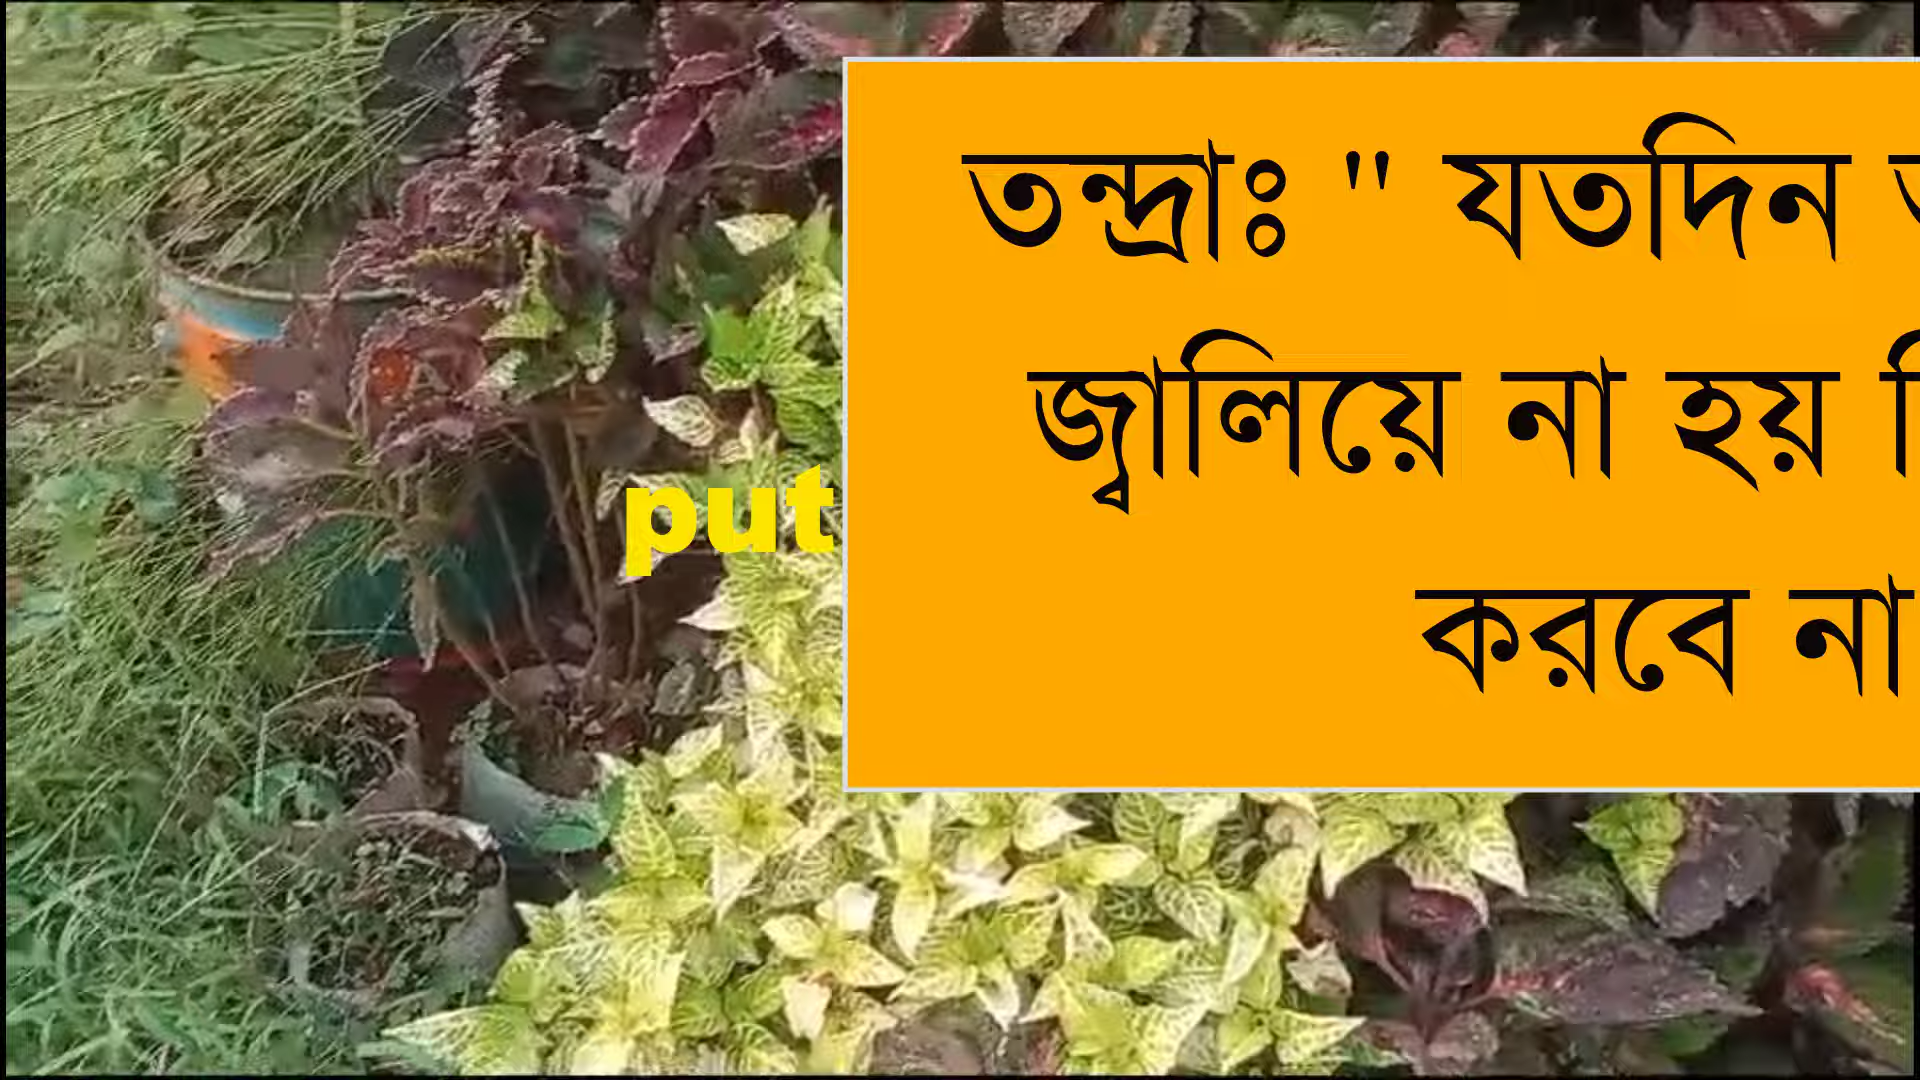 তন্দ্রাঃ " যতদিন
জ্বালিয়ে না হয়
put
করবে না